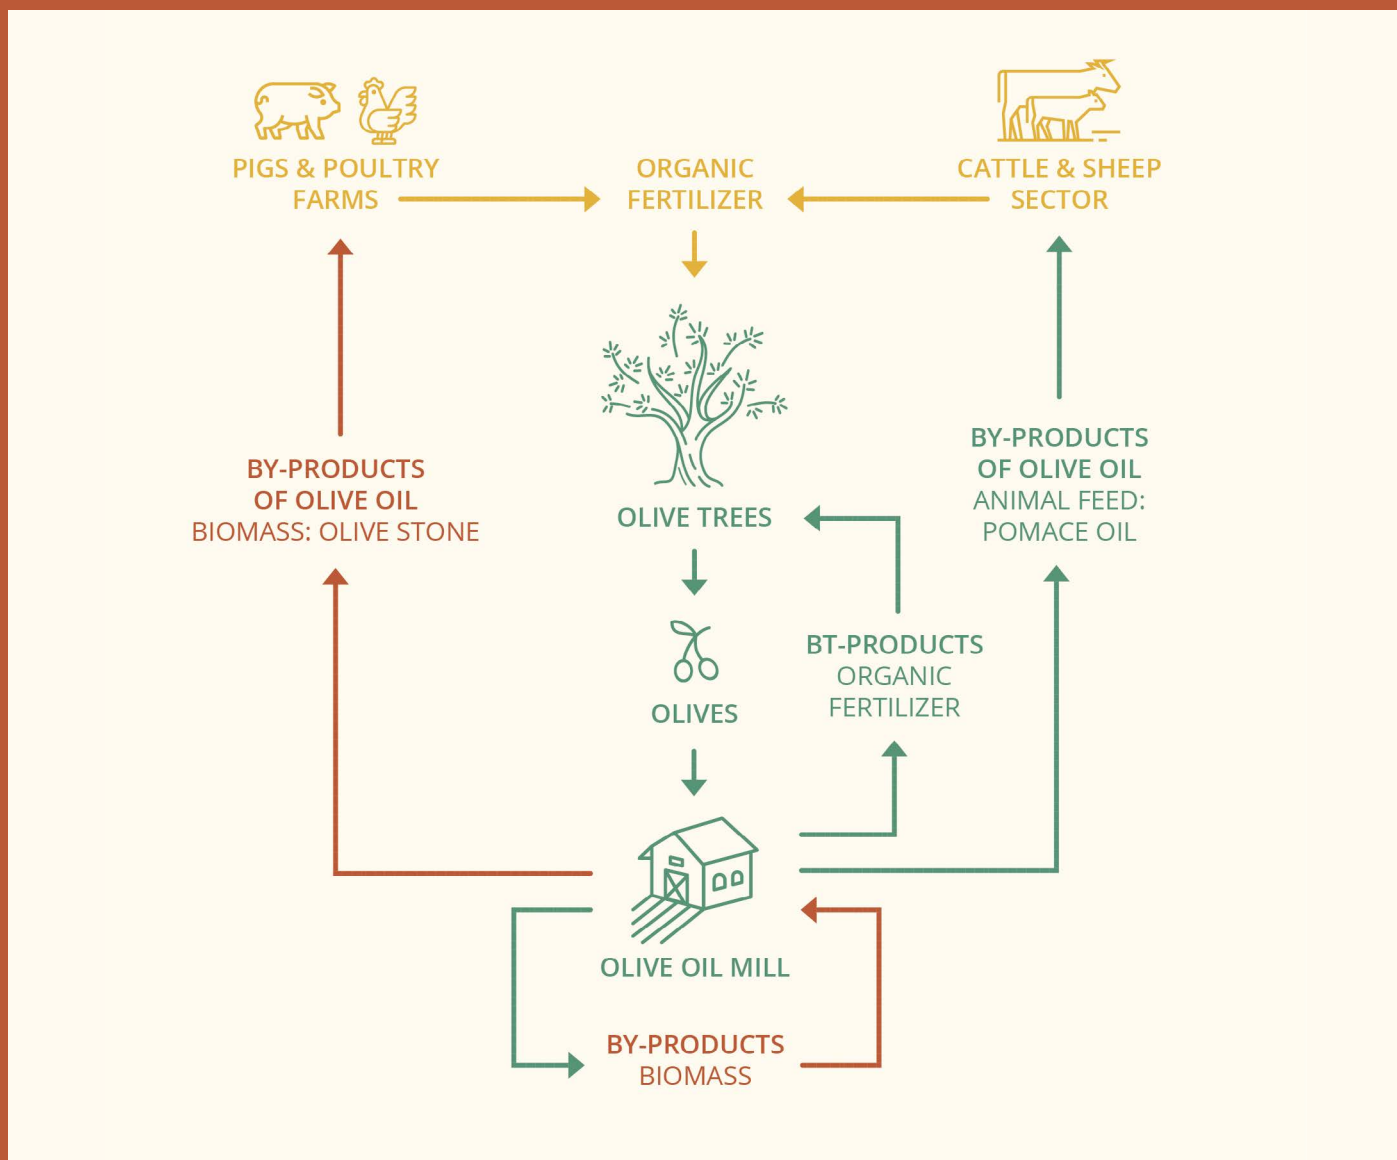 PIGS & POULTRY
FARMS
ORGANIC
FERTILIZER
CATTLE & SHEEP
SECTOR
BY-PRODUCTS
OF OLIVE OIL
BIOMASS: OLIVE STONE
OLIVE TREES
BY-PRODUCTS
OF OLIVE OIL
ANIMAL FEED:
POMACE OIL
OLIVES
BT-PRODUCTS
ORGANIC
FERTILIZER
OLIVE OIL MILL
BY-PRODUCTS
BIOMASS